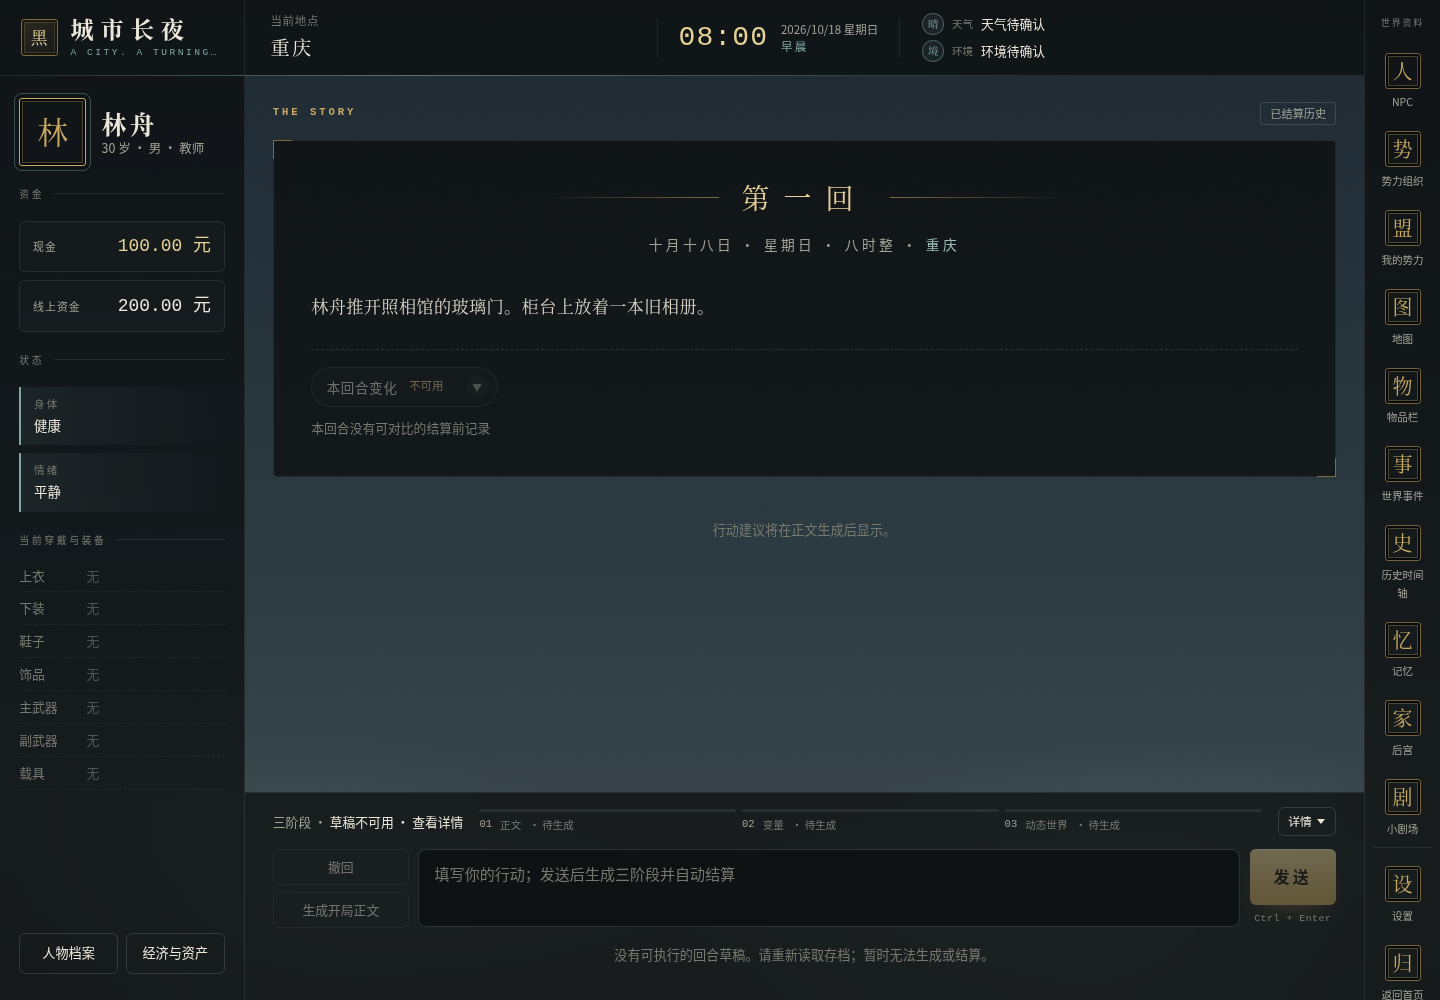 黑
城市长夜
A CITY. A TURNING…
当前地点
重庆
08:00
2026/10/18 星期日
早晨
晴 天气 天气待确认
境 环境 环境待确认
林
林舟
30 岁 · 男 · 教师
资金
现金 100.00 元
线上资金 200.00 元
状态
身体
健康
情绪
平静
当前穿戴与装备
上衣 无
下装 无
鞋子 无
饰品 无
主武器 无
副武器 无
载具 无
人物档案
经济与资产
THE STORY
已结算历史
第一回
十月十八日 · 星期日 · 八时整 · 重庆
林舟推开照相馆的玻璃门。柜台上放着一本旧相册。
本回合变化 不可用 ▼
本回合没有可对比的结算前记录
行动建议将在正文生成后显示。
三阶段 · 草稿不可用 · 查看详情
01 正文 · 待生成
02 变量 · 待生成
03 动态世界 · 待生成
详情
撤回
生成开局正文
填写你的行动；发送后生成三阶段并自动结算
发送
Ctrl + Enter
没有可执行的回合草稿。请重新读取存档；暂时无法生成或结算。
世界资料
人
NPC
势
势力组织
盟
我的势力
图
地图
物
物品栏
事
世界事件
史
历史时间
轴
忆
记忆
家
后宫
剧
小剧场
设
设置
归
返回首页